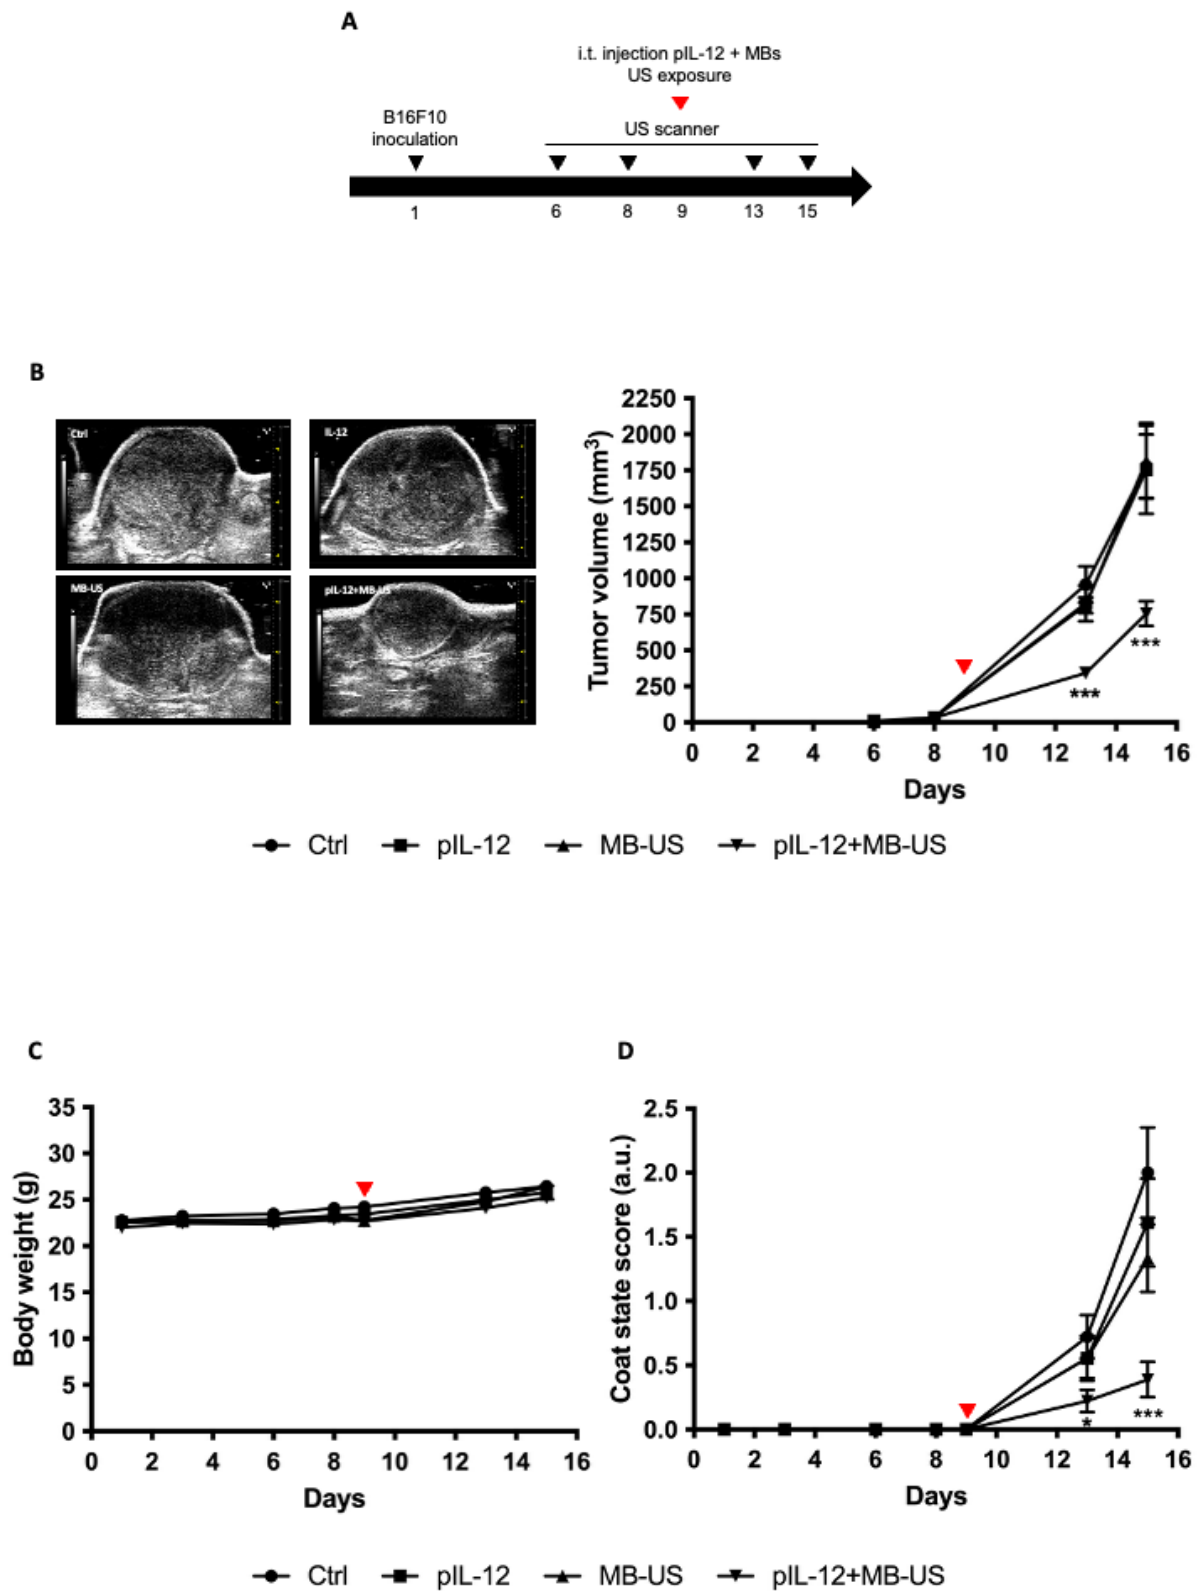 A
i.t. injection pIL-12 + MBs
US exposure
B16F10
inoculation
US scanner
1 6 8 9 13 15
B
Ctrl
IL-12
MB-US
pIL-12+MB-US
Tumor volume (mm³)
2250
2000
1750
1500
1250
1000
750
500
250
0
***
***
0 2 4 6 8 10 12 14 16
Days
Ctrl pIL-12 MB-US pIL-12+MB-US
C
Body weight (g)
35
30
25
20
15
10
5
0
0 2 4 6 8 10 12 14 16
Days
D
Coat state score (a.u.)
2.5
2.0
1.5
1.0
0.5
0.0
*
***
0 2 4 6 8 10 12 14 16
Days
Ctrl pIL-12 MB-US pIL-12+MB-US